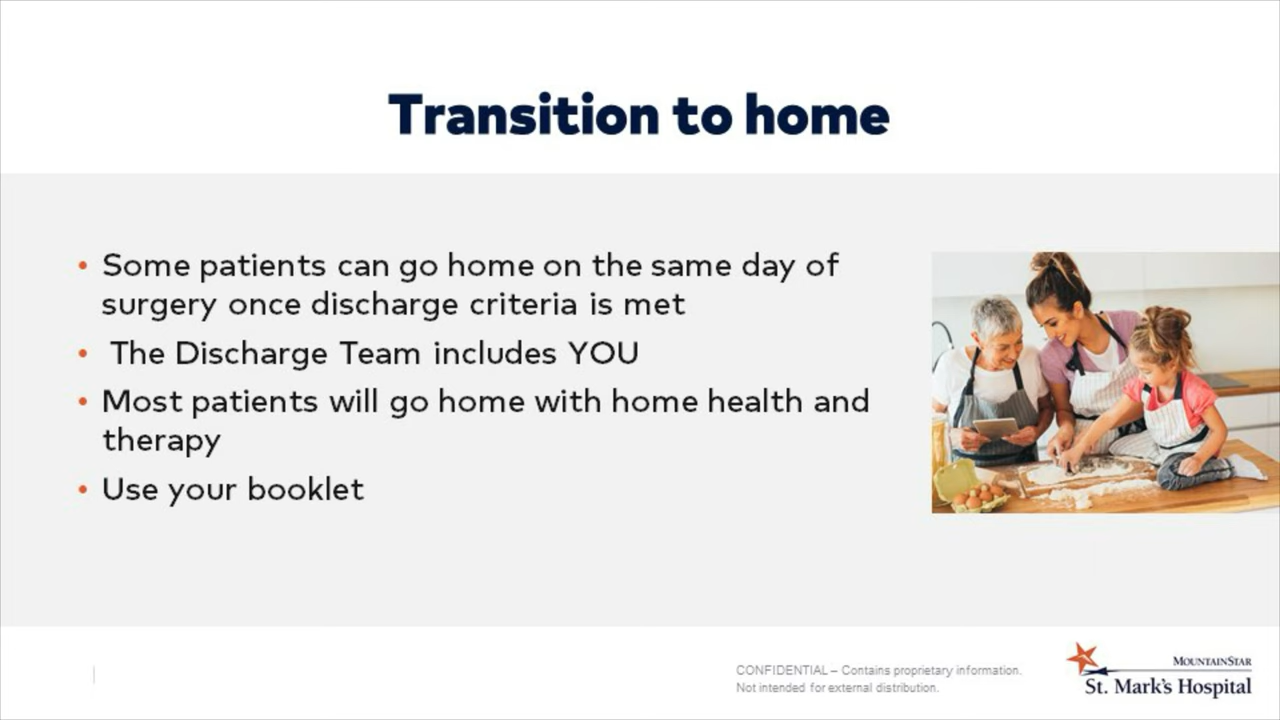 Transition to home
• Some patients can go home on the same day of
surgery once discharge criteria is met
• The Discharge Team includes YOU
• Most patients will go home with home health and
therapy
• Use your booklet
CONFIDENTIAL – Contains proprietary information.
Not intended for external distribution.
MOUNTAINSTAR
St. Mark's Hospital